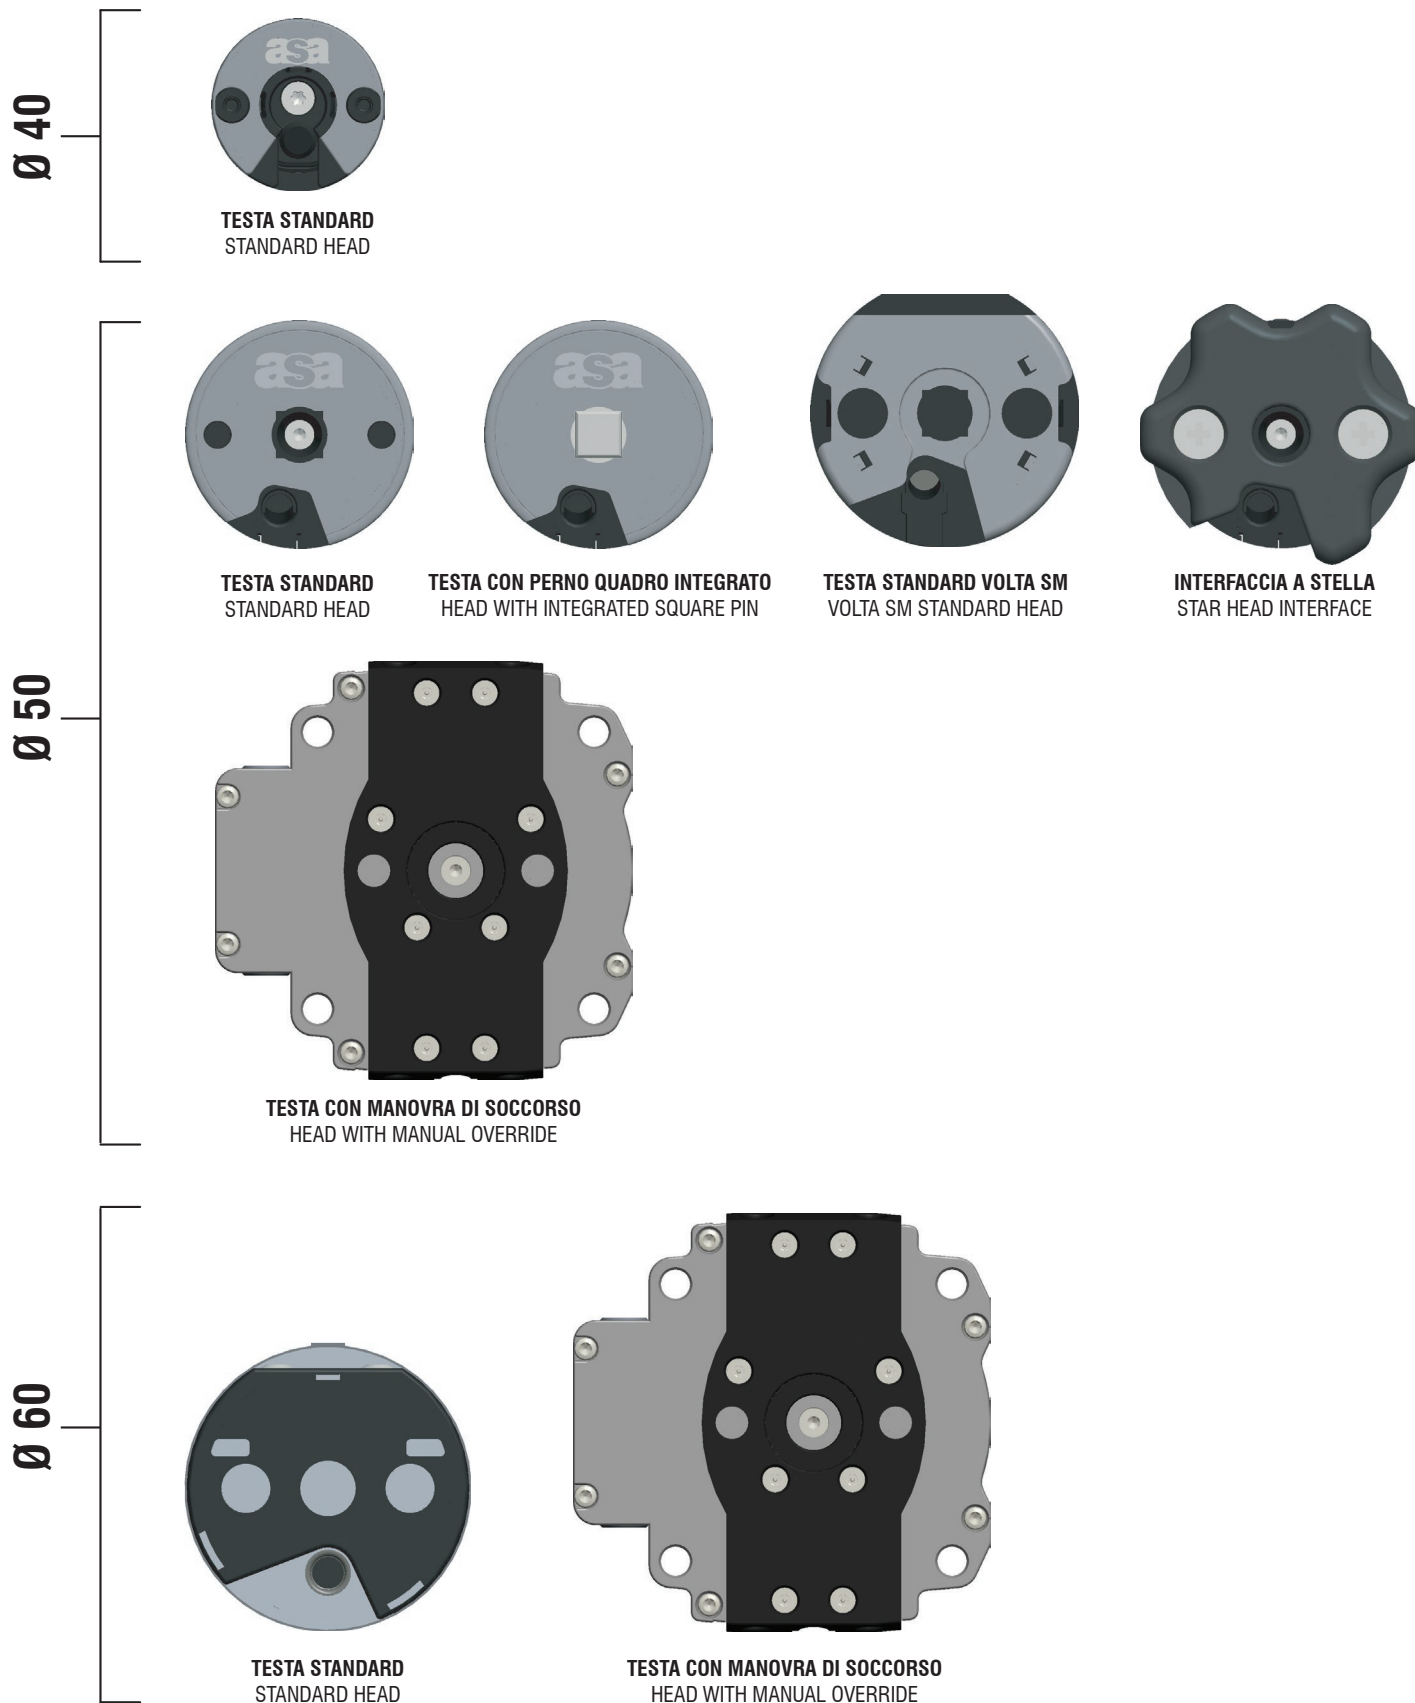 Ø 40
asa
TESTA STANDARD
STANDARD HEAD
Ø 50
asa
TESTA STANDARD
STANDARD HEAD
asa
TESTA CON PERNO QUADRO INTEGRATO
HEAD WITH INTEGRATED SQUARE PIN
TESTA STANDARD VOLTA SM
VOLTA SM STANDARD HEAD
INTERFACCIA A STELLA
STAR HEAD INTERFACE
TESTA CON MANOVRA DI SOCCORSO
HEAD WITH MANUAL OVERRIDE
Ø 60
TESTA STANDARD
STANDARD HEAD
TESTA CON MANOVRA DI SOCCORSO
HEAD WITH MANUAL OVERRIDE